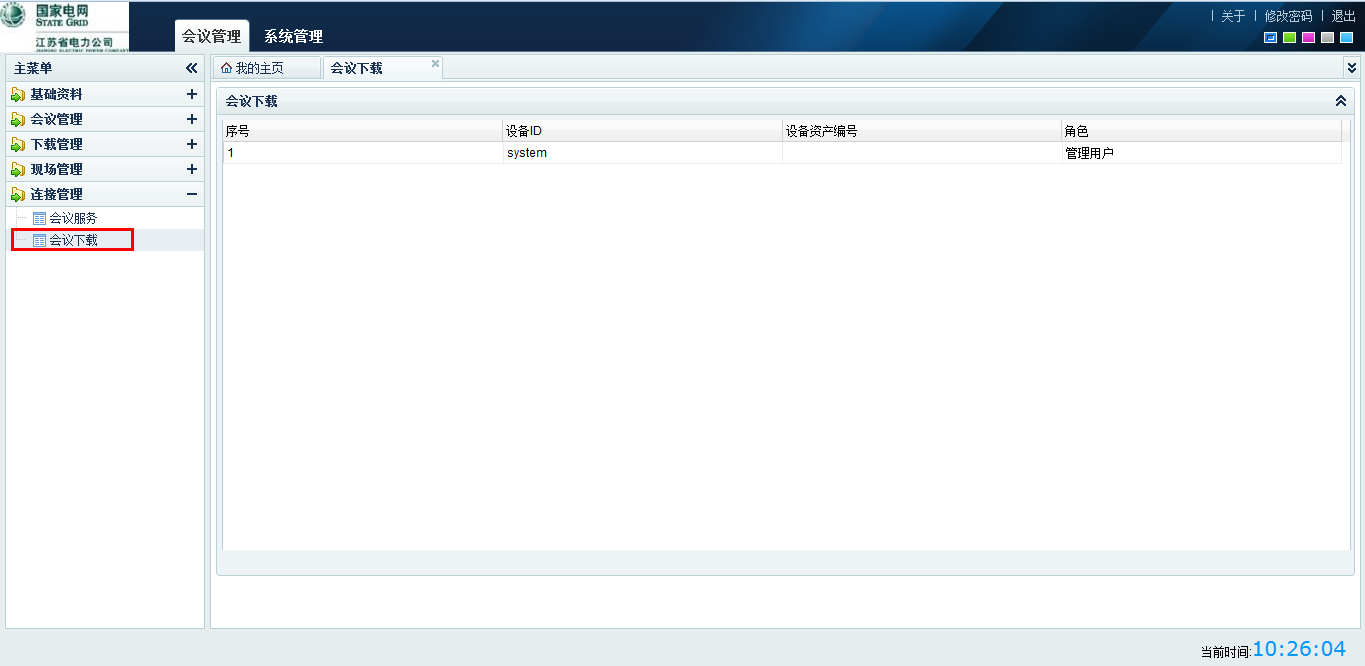 国家电网
STATE GRID
江苏省电力公司
JIANGSU ELECTRIC POWER COMPANY
会议管理 系统管理
关于 修改密码 退出
主菜单
我的主页 会议下载
基础资料
会议管理
下载管理
现场管理
连接管理
会议服务
会议下载
会议下载
序号 设备ID 设备资产编号 角色
1 system 管理用户
当前时间:10:26:04